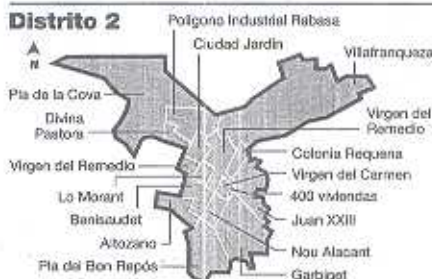 Distrito 2
Polígono Industrial Rabasa
Ciudad Jardín
Villafranqueza
N
Pla de la Cova
Divina
Pastora
Virgen del
Remedio
Colonia Requena
Virgen del Remedio
Virgen del Carmen
Lo Morant
400 viviendas
Benisaudet
Juan XXIII
Altozano
Nou Alacant
Pla del Bon Repós
Garbinet